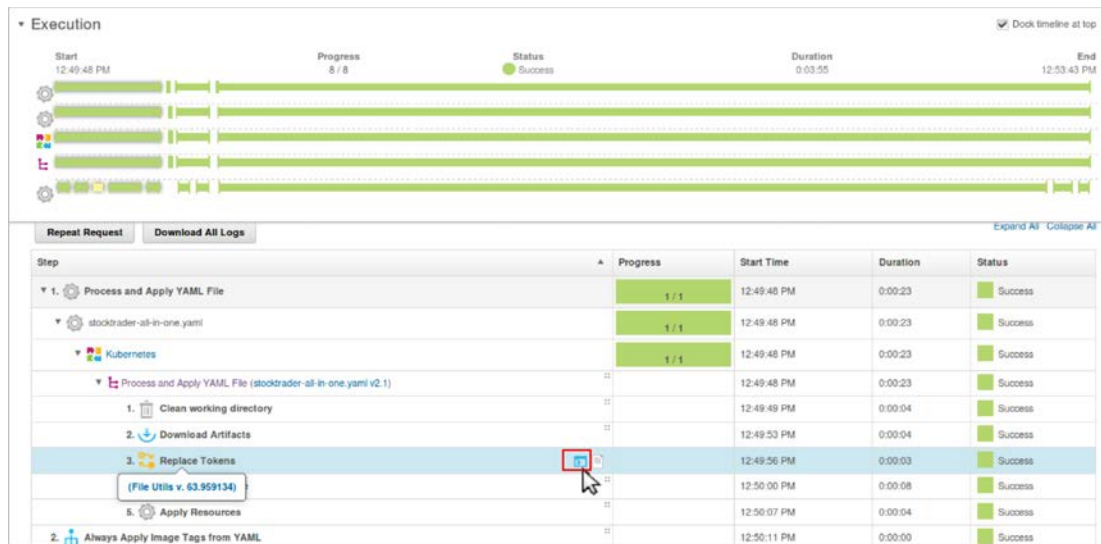 Execution
Dock timeline at top
Start Progress Status Duration End
12:49:48 PM 8 / 8 Success 0:03:55 12:53:43 PM
Repeat Request Download All Logs Expand All Collapse All
Step Progress Start Time Duration Status
1. Process and Apply YAML File 1 / 1 12:49:48 PM 0:00:23 Success
stocktrader-all-in-one.yaml 1 / 1 12:49:48 PM 0:00:23 Success
Kubernetes 1 / 1 12:49:48 PM 0:00:23 Success
Process and Apply YAML File (stocktrader-all-in-one.yaml v2.1) 12:49:48 PM 0:00:23 Success
1. Clean working directory 12:49:49 PM 0:00:04 Success
2. Download Artifacts 12:49:53 PM 0:00:04 Success
3. Replace Tokens 12:49:56 PM 0:00:03 Success
(File Utils v. 63.959134) 12:50:00 PM 0:00:08 Success
5. Apply Resources 12:50:07 PM 0:00:04 Success
2. Always Apply Image Tags from YAML 12:50:11 PM 0:00:00 Success